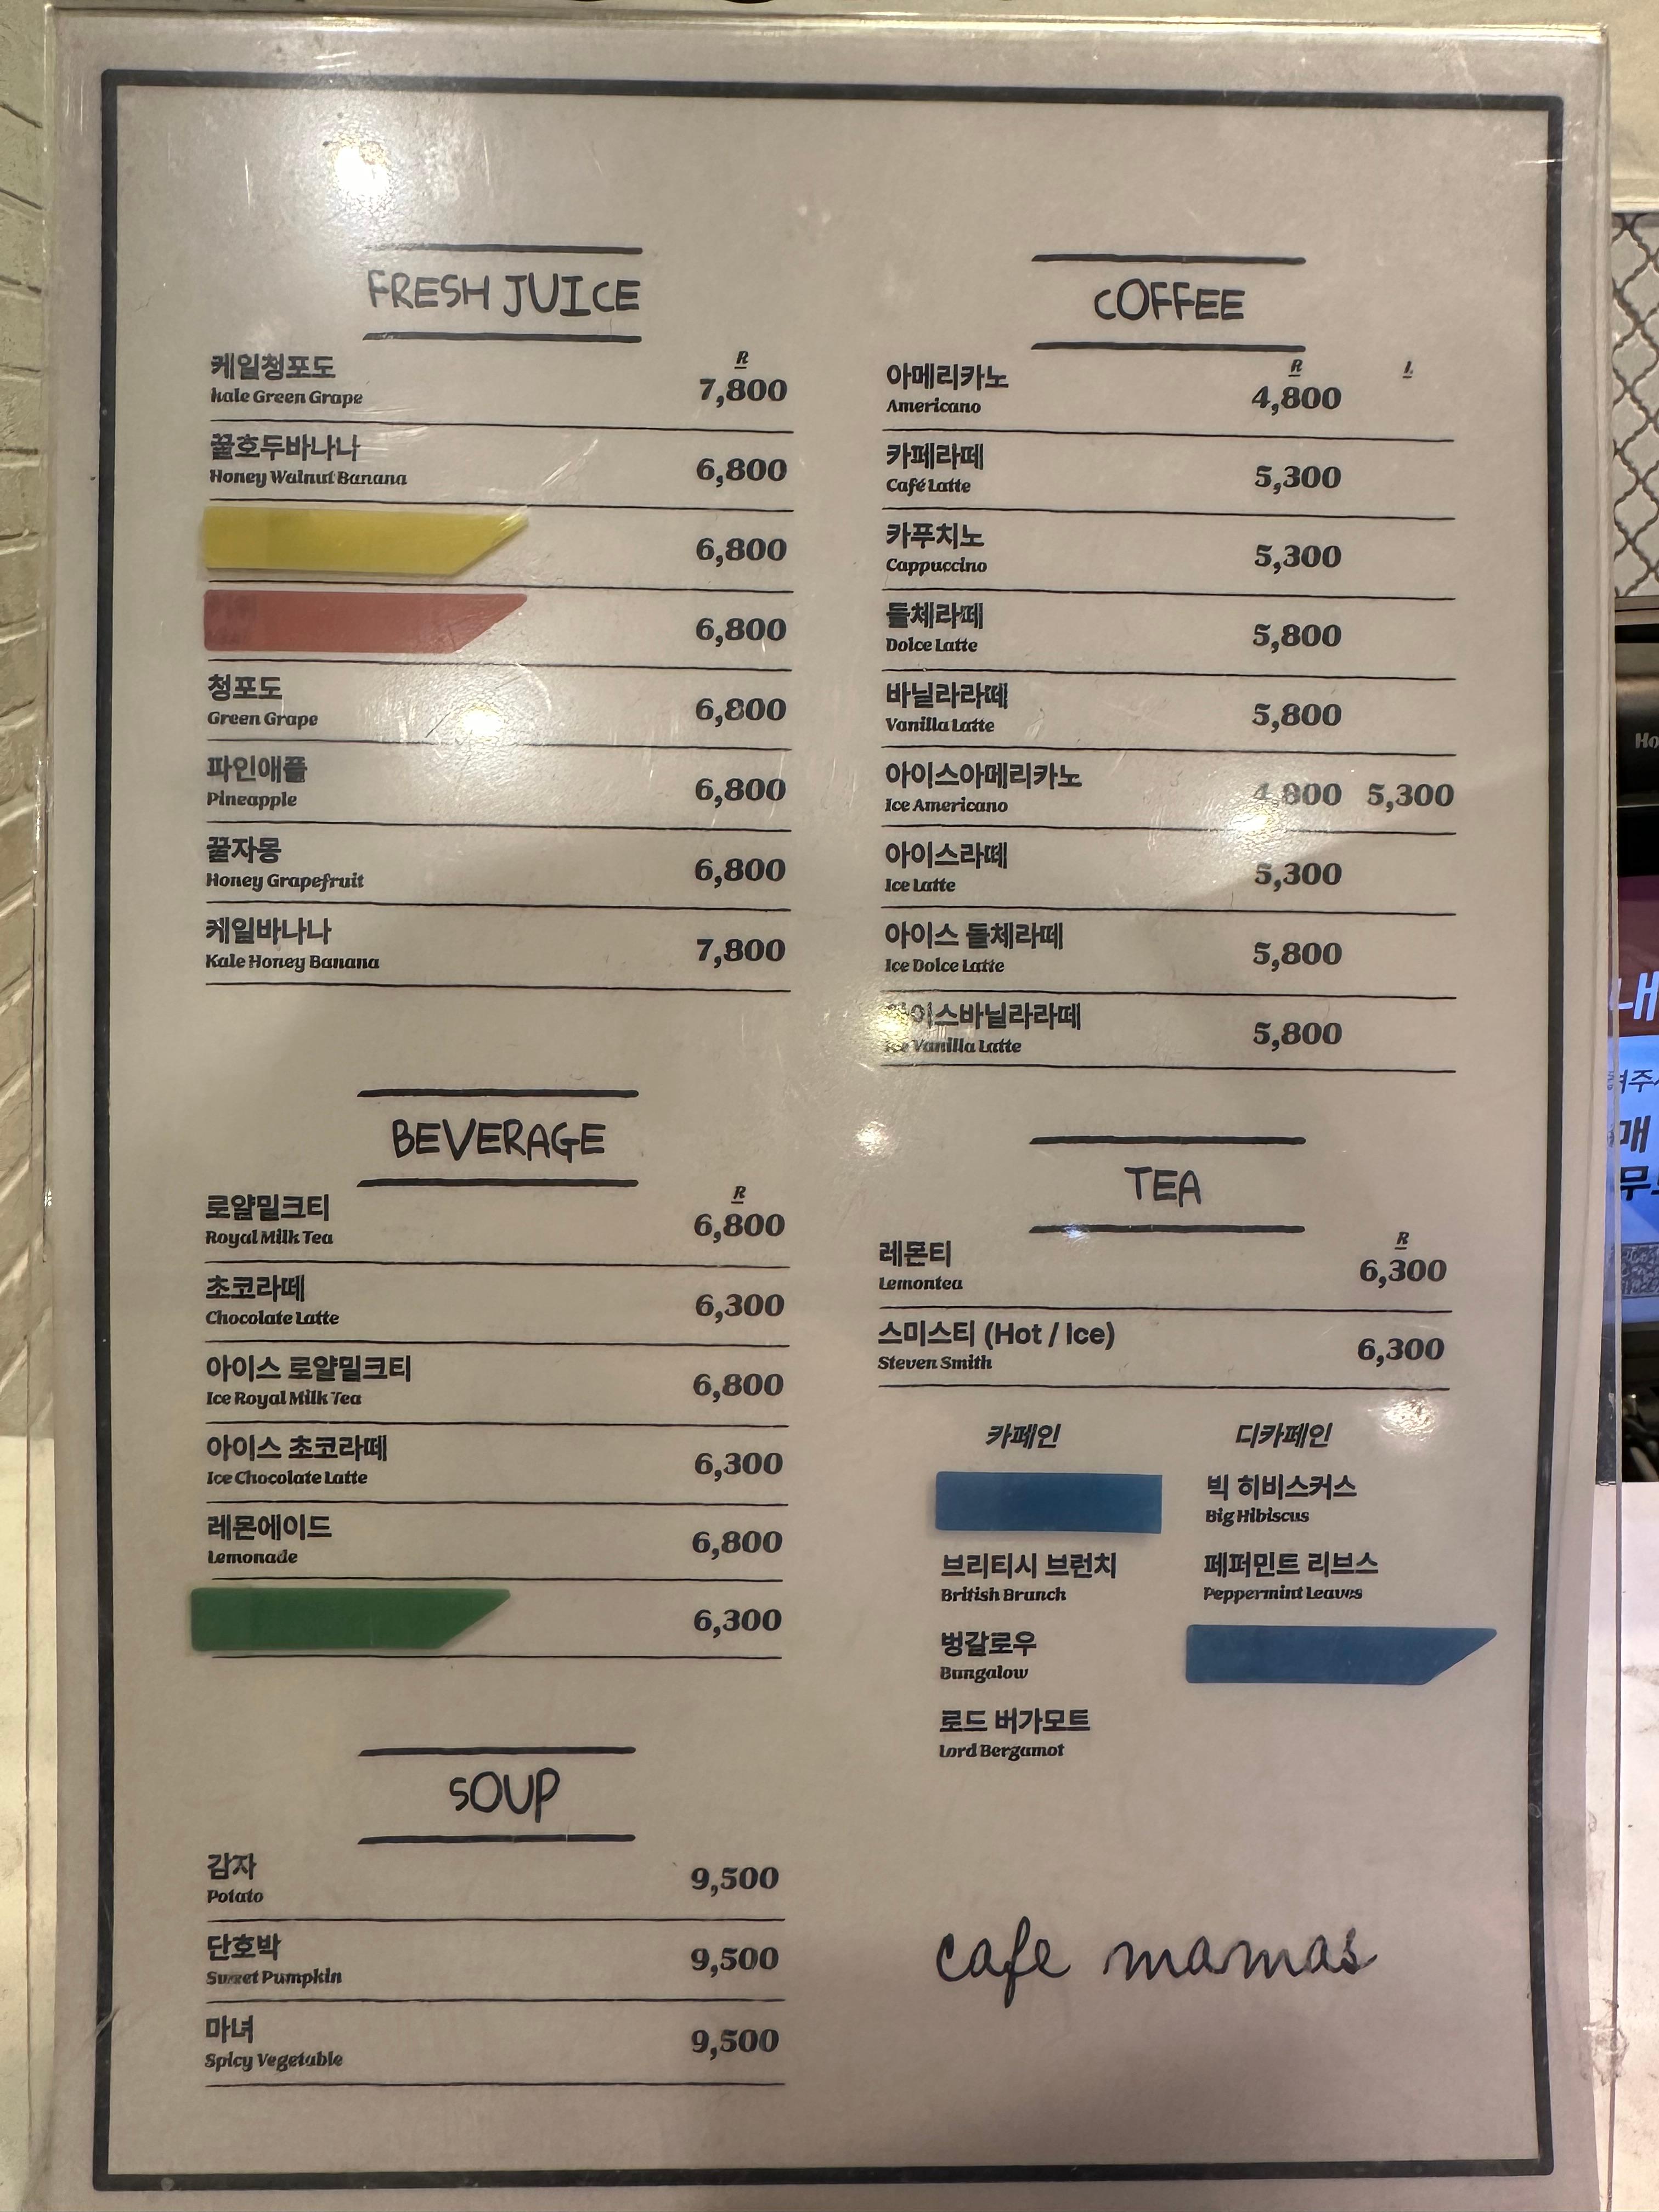 FRESH JUICE
R
케일청포도
Kale Green Grape
7,800
꿀호두바나나
Honey Walnut Banana
6,800
6,800
6,800
청포도
Green Grape
6,800
파인애플
Pineapple
6,800
꿀자몽
Honey Grapefruit
6,800
케일바나나
Kale Honey Banana
7,800
BEVERAGE
R
로얄밀크티
Royal Milk Tea
6,800
초코라떼
Chocolate Latte
6,300
아이스 로얄밀크티
Ice Royal Milk Tea
6,800
아이스 초코라떼
Ice Chocolate Latte
6,300
레몬에이드
Lemonade
6,800
6,300
SOUP
감자
Potato
9,500
단호박
Sweet Pumpkin
9,500
마녀
Spicy Vegetable
9,500
COFFEE
R L
아메리카노
Americano
4,800
카페라떼
Café Latte
5,300
카푸치노
Cappuccino
5,300
돌체라떼
Dolce Latte
5,800
바닐라라떼
Vanilla Latte
5,800
아이스아메리카노
Ice Americano
4,800 5,300
아이스라떼
Ice Latte
5,300
아이스 돌체라떼
Ice Dolce Latte
5,800
아이스바닐라라떼
Ice Vanilla Latte
5,800
TEA
R
레몬티
Lemontea
6,300
스미스티 (Hot / Ice)
Steven Smith
6,300
카페인
브리티시 브런치
British Brunch
벙갈로우
Bungalow
로드 버가모트
Lord Bergamot
디카페인
빅 히비스커스
Big Hibiscus
페퍼민트 리브스
Peppermint Leaves
cafe mamas